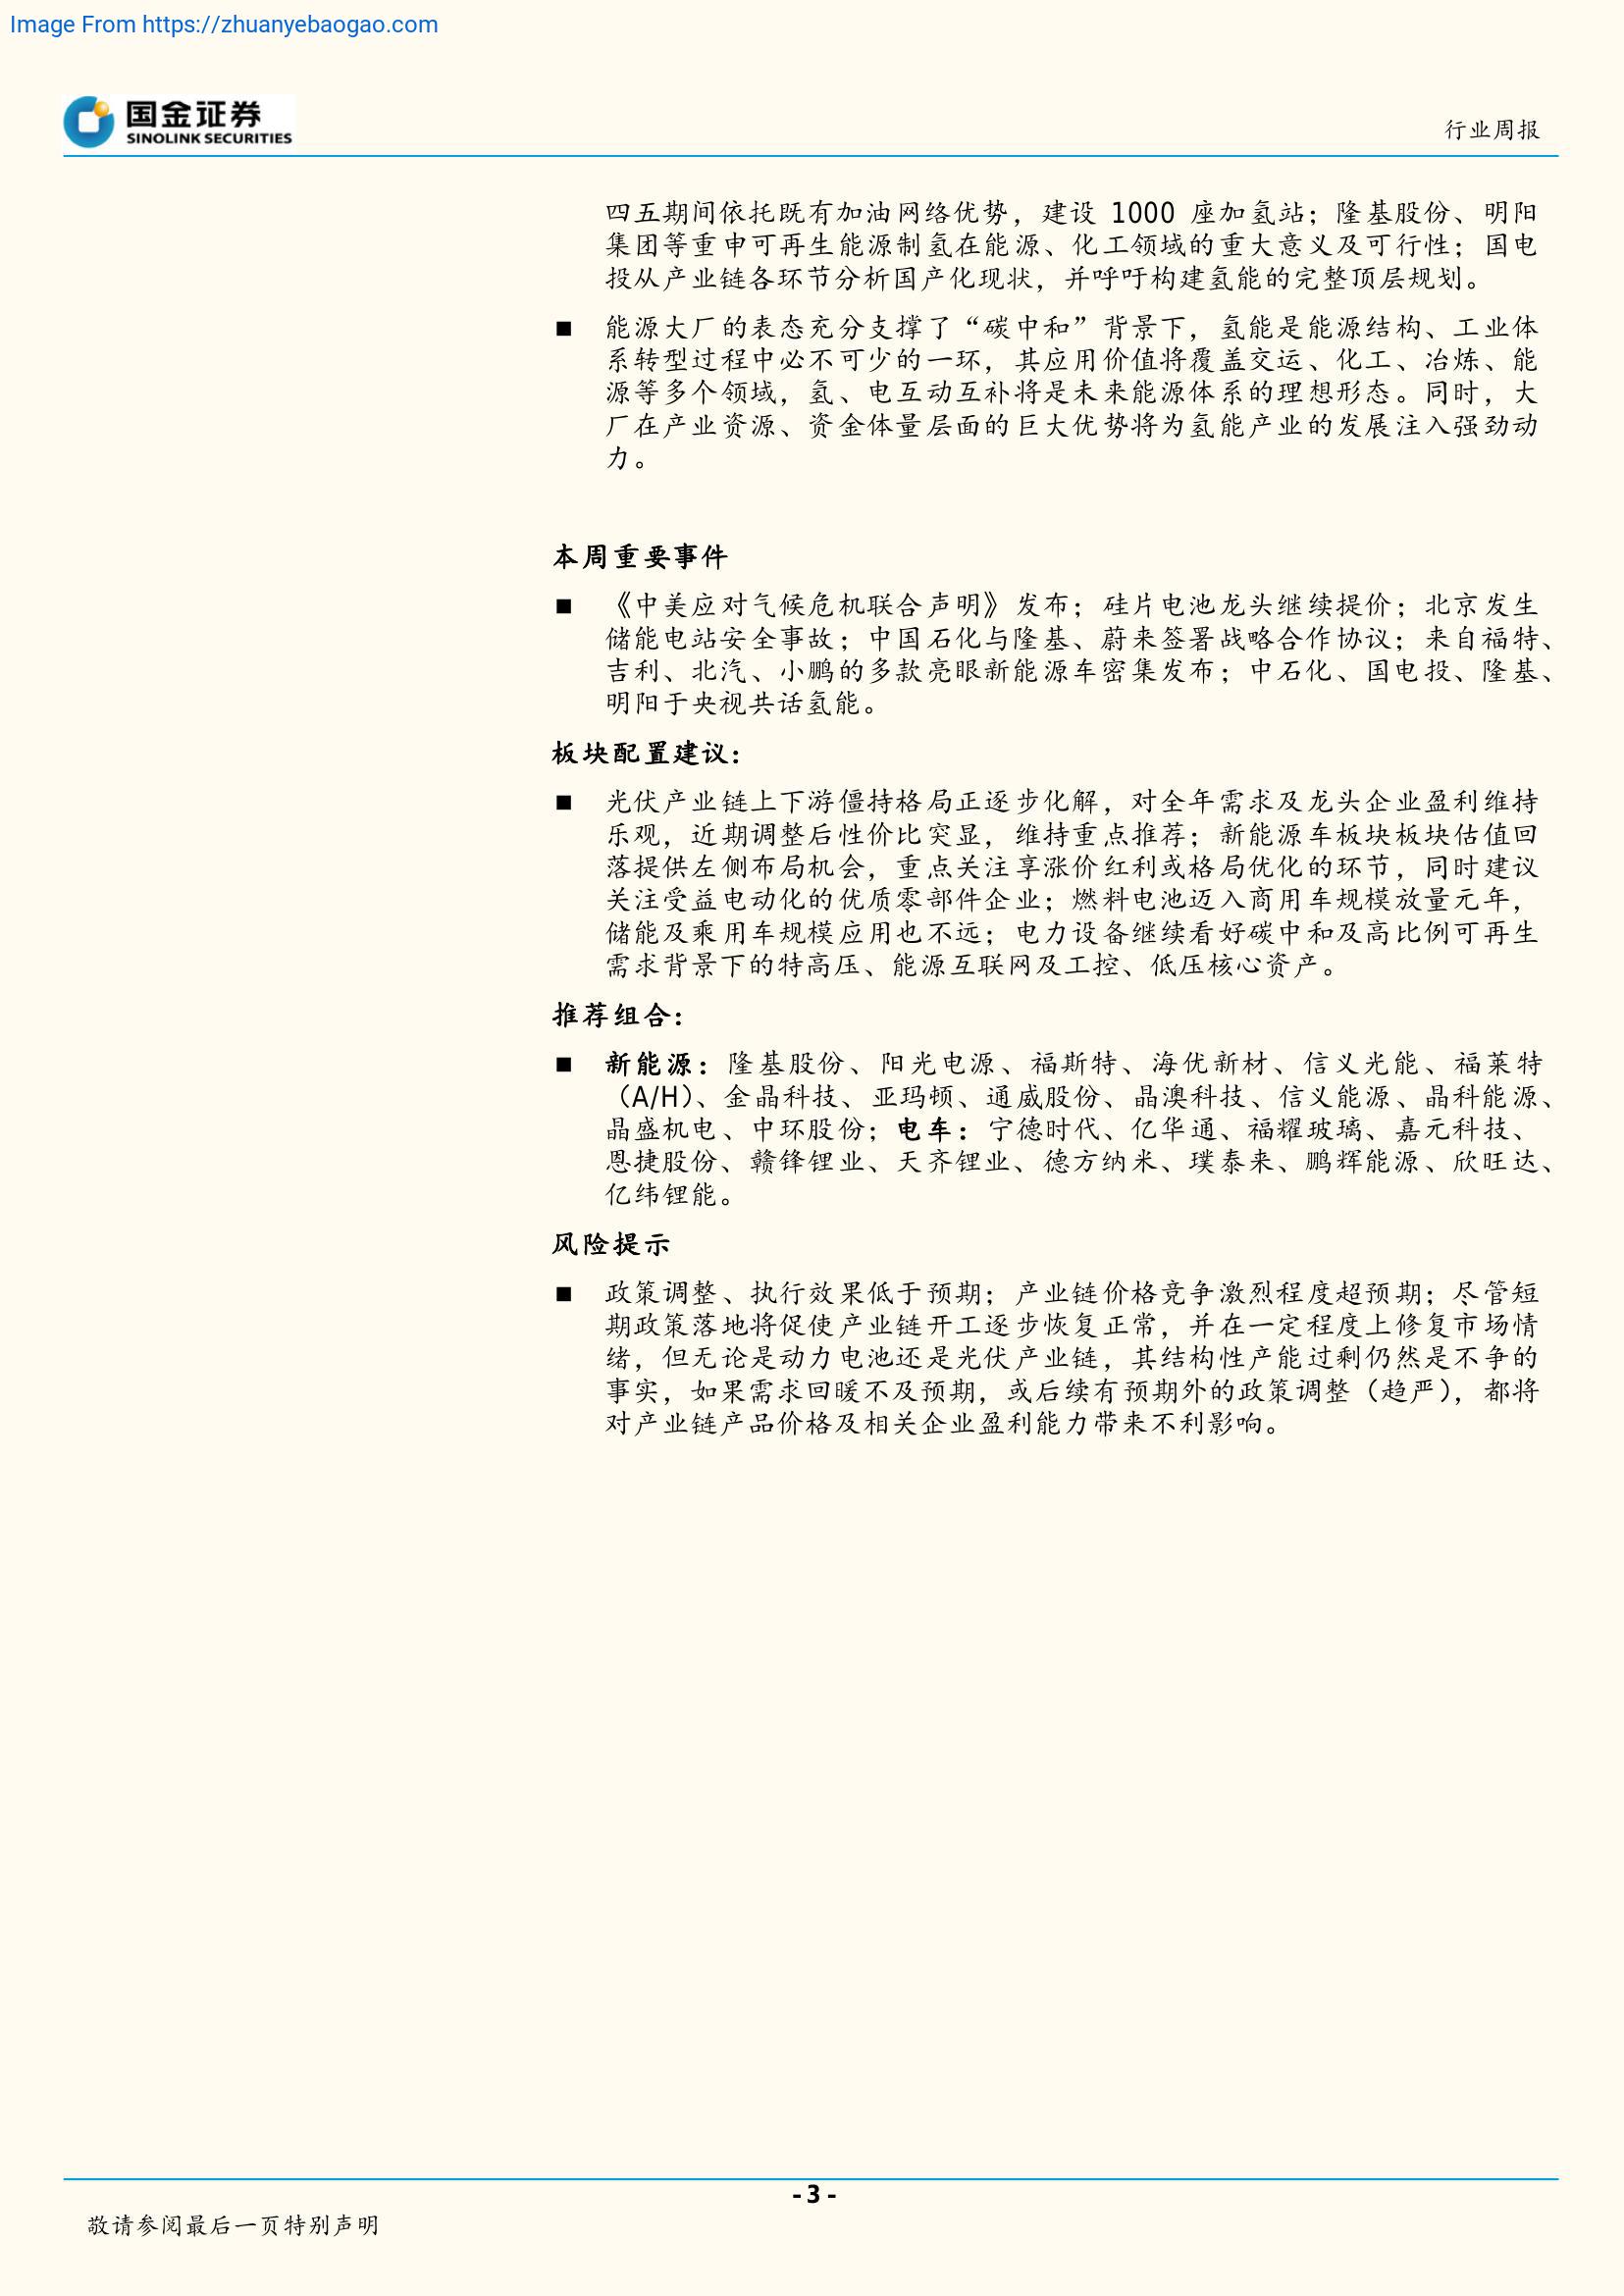 Image From https://zhuanyebaogao.com
国金证券
SINOLINK SECURITIES
行业周报
四五期间依托既有加油网络优势，建设 1000 座加氢站；隆基股份、明阳
集团等重申可再生能源制氢在能源、化工领域的重大意义及可行性；国电
投从产业链各环节分析国产化现状，并呼吁构建氢能的完整顶层规划。
■ 能源大厂的表态充分支撑了“碳中和”背景下，氢能是能源结构、工业体
系转型过程中必不可少的一环，其应用价值将覆盖交运、化工、冶炼、能
源等多个领域，氢、电互动互补将是未来能源体系的理想形态。同时，大
厂在产业资源、资金体量层面的巨大优势将为氢能产业的发展注入强劲动
力。
本周重要事件
■ 《中美应对气候危机联合声明》发布；硅片电池龙头继续提价；北京发生
储能电站安全事故；中国石化与隆基、蔚来签署战略合作协议；来自福特、
吉利、北汽、小鹏的多款亮眼新能源车密集发布；中石化、国电投、隆基、
明阳于央视共话氢能。
板块配置建议：
■ 光伏产业链上下游僵持格局正逐步化解，对全年需求及龙头企业盈利维持
乐观，近期调整后性价比突显，维持重点推荐；新能源车板块板块估值回
落提供左侧布局机会，重点关注享涨价红利或格局优化的环节，同时建议
关注受益电动化的优质零部件企业；燃料电池迈入商用车规模放量元年，
储能及乘用车规模应用也不远；电力设备继续看好碳中和及高比例可再生
需求背景下的特高压、能源互联网及工控、低压核心资产。
推荐组合：
■ 新能源：隆基股份、阳光电源、福斯特、海优新材、信义光能、福莱特
（A/H）、金晶科技、亚玛顿、通威股份、晶澳科技、信义能源、晶科能源、
晶盛机电、中环股份；电车：宁德时代、亿华通、福耀玻璃、嘉元科技、
恩捷股份、赣锋锂业、天齐锂业、德方纳米、璞泰来、鹏辉能源、欣旺达、
亿纬锂能。
风险提示
■ 政策调整、执行效果低于预期；产业链价格竞争激烈程度超预期；尽管短
期政策落地将促使产业链开工逐步恢复正常，并在一定程度上修复市场情
绪，但无论是动力电池还是光伏产业链，其结构性产能过剩仍然是不争的
事实，如果需求回暖不及预期，或后续有预期外的政策调整（趋严），都将
对产业链产品价格及相关企业盈利能力带来不利影响。
- 3 -
敬请参阅最后一页特别声明